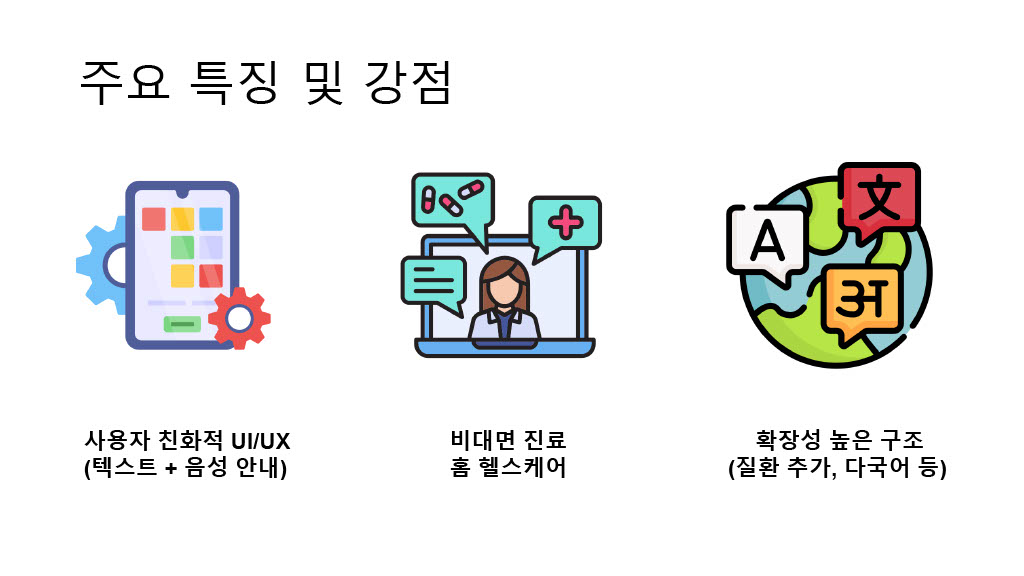 주요 특징 및 강점
A
文
अ
사용자 친화적 UI/UX
(텍스트 + 음성 안내)
비대면 진료
홈 헬스케어
확장성 높은 구조
(질환 추가, 다국어 등)